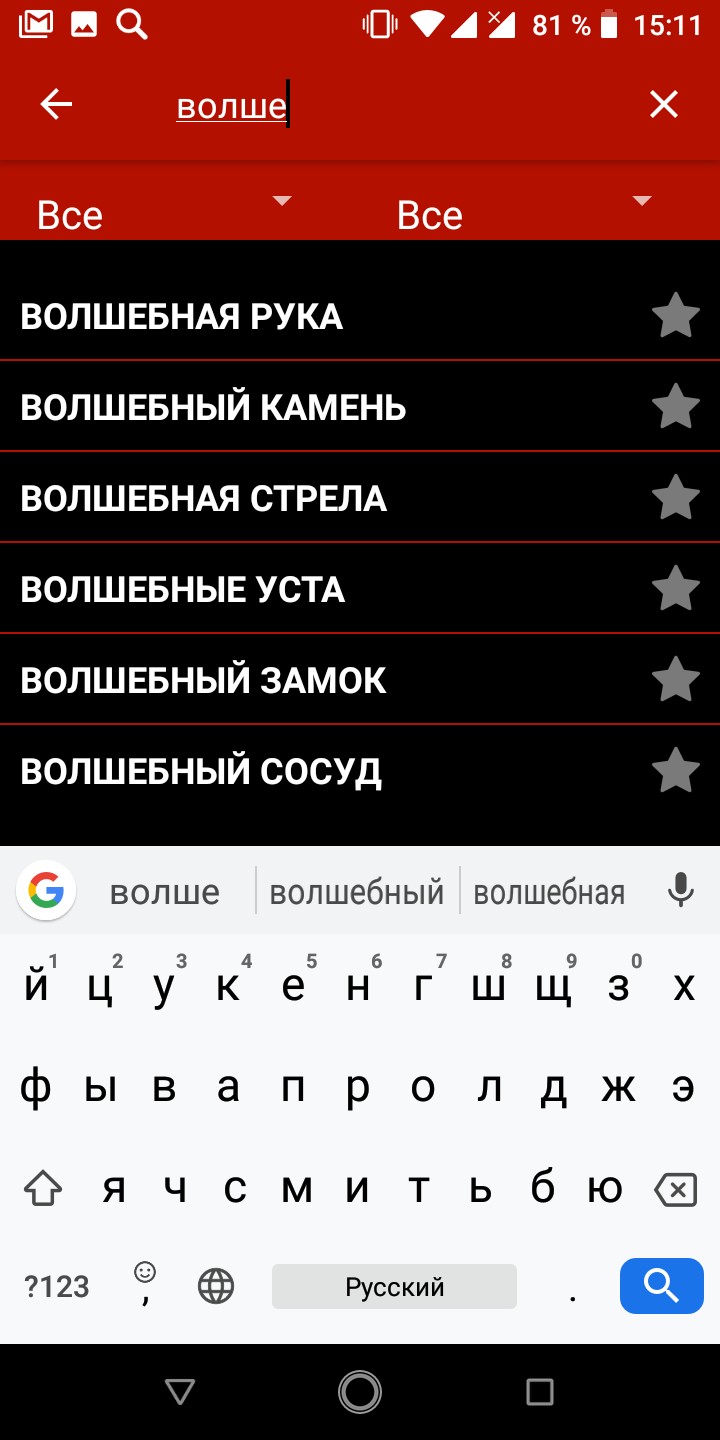 81 % 15:11
волше
Все Все
ВОЛШЕБНАЯ РУКА
ВОЛШЕБНЫЙ КАМЕНЬ
ВОЛШЕБНАЯ СТРЕЛА
ВОЛШЕБНЫЕ УСТА
ВОЛШЕБНЫЙ ЗАМОК
ВОЛШЕБНЫЙ СОСУД
G волше волшебный волшебная
1 2 3 4 5 6 7 8 9 0
й ц у к е н г ш щ з х
ф ы в а п р о л д ж э
я ч с м и т ь б ю
?123 , Русский .